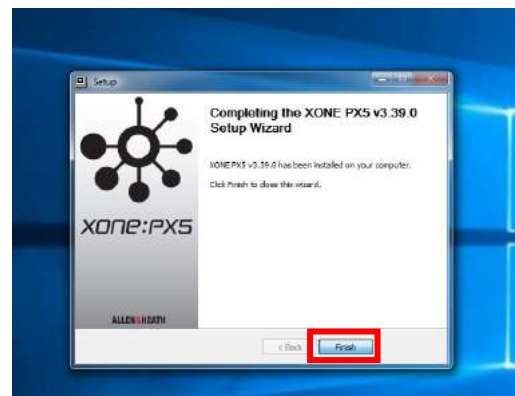 Setup
Completing the XONE PX5 v3.39.0
Setup Wizard
XONE PX5 v3.39.0 has been installed on your computer.
Click Finish to close this wizard.
XONE:PX5
ALLEN&HEATH
< Back
Finish